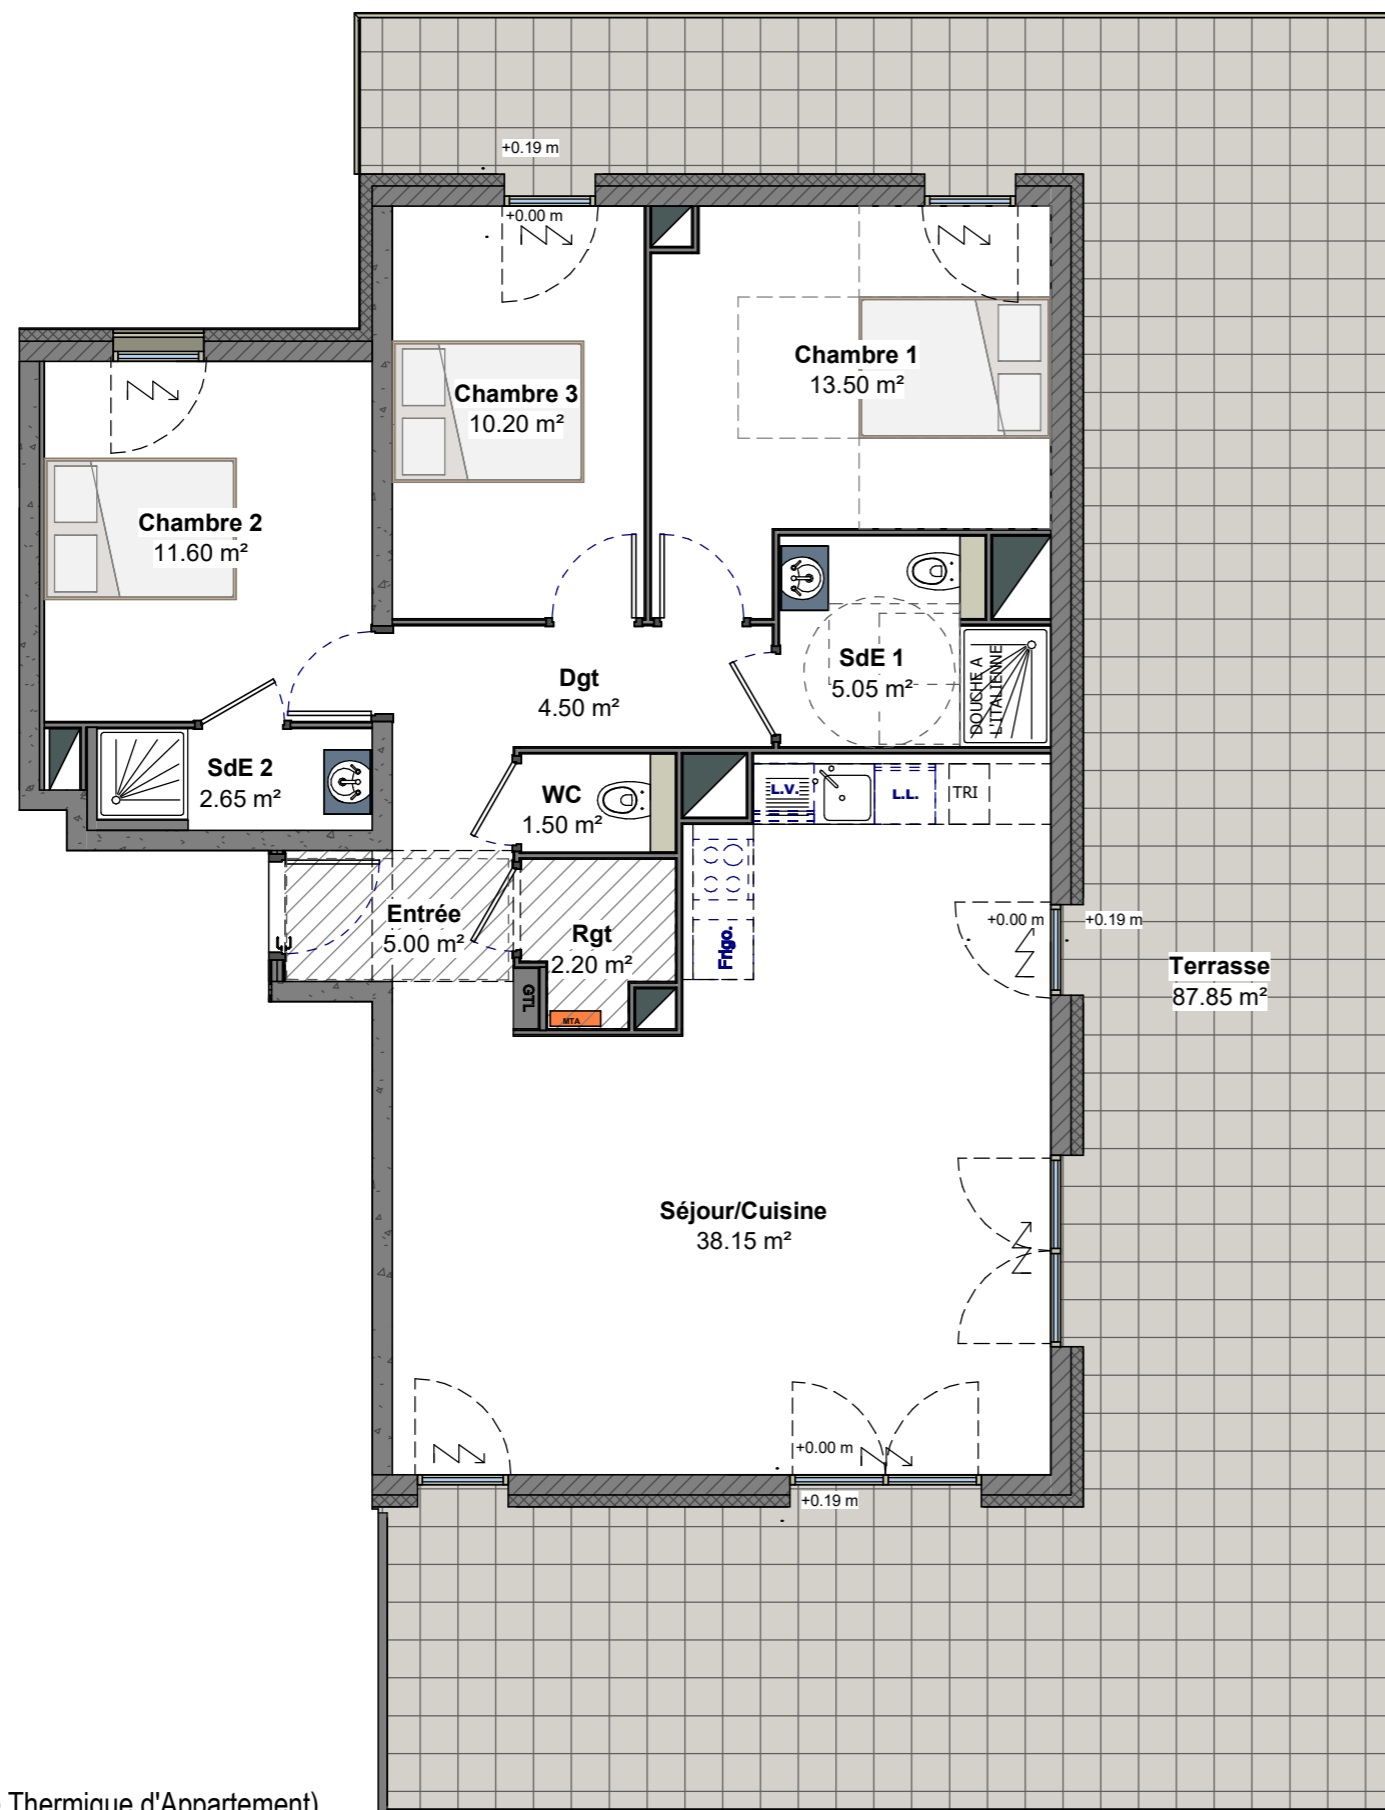 +0.19 m
+0.00 m
Chambre 1
13.50 m²
Chambre 3
10.20 m²
Chambre 2
11.60 m²
SdE 1
5.05 m²
DOUCHE A
L'ITALIENNE
Dgt
4.50 m²
SdE 2
2.65 m²
WC
1.50 m²
L.V.
L.L.
TRI
Entrée
5.00 m²
Rgt
2.20 m²
Frigo.
GTL
MTA
+0.00 m
+0.19 m
Terrasse
87.85 m²
Séjour/Cuisine
38.15 m²
+0.00 m
+0.19 m
Thermique d'Appartement)